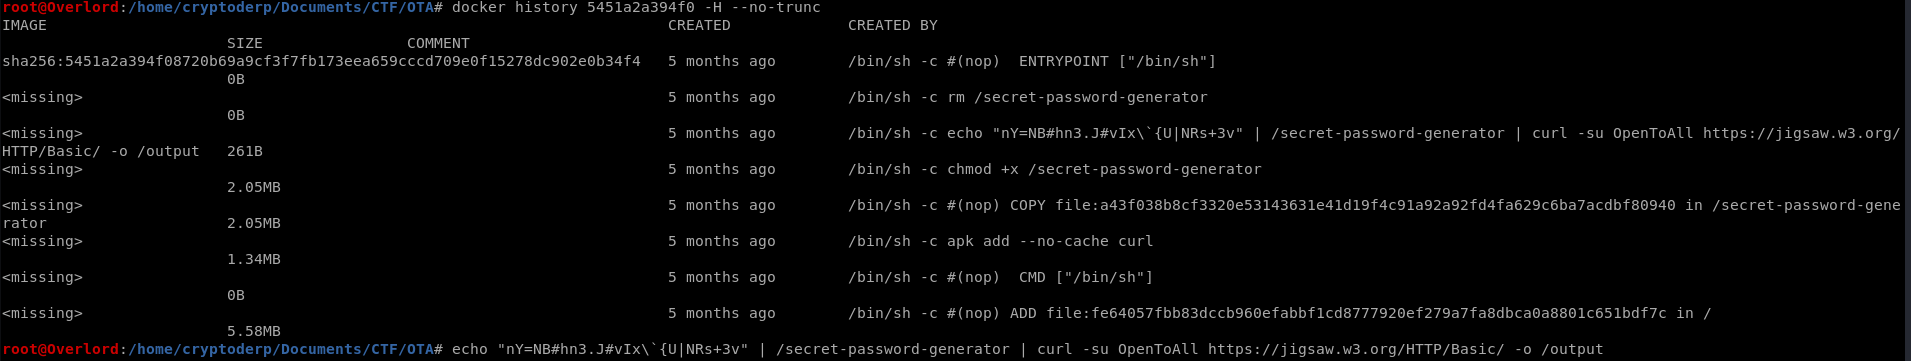 root@Overlord:/home/cryptoderp/Documents/CTF/OTA# docker history 5451a2a394f0 -H --no-trunc
IMAGE CREATED CREATED BY
SIZE COMMENT
sha256:5451a2a394f08720b69a9cf3f7fb173eea659cccd709e0f15278dc902e0b34f4 5 months ago /bin/sh -c #(nop)  ENTRYPOINT ["/bin/sh"]
0B
<missing> 5 months ago /bin/sh -c rm /secret-password-generator
0B
<missing> 5 months ago /bin/sh -c echo "nY=NB#hn3.J#vIx\`{U|NRs+3v" | /secret-password-generator | curl -su OpenToAll https://jigsaw.w3.org/
HTTP/Basic/ -o /output 261B
<missing> 5 months ago /bin/sh -c chmod +x /secret-password-generator
2.05MB
<missing> 5 months ago /bin/sh -c #(nop) COPY file:a43f038b8cf3320e53143631e41d19f4c91a92a92fd4fa629c6ba7acdbf80940 in /secret-password-gene
rator 2.05MB
<missing> 5 months ago /bin/sh -c apk add --no-cache curl
1.34MB
<missing> 5 months ago /bin/sh -c #(nop)  CMD ["/bin/sh"]
0B
<missing> 5 months ago /bin/sh -c #(nop) ADD file:fe64057fbb83dccb960efabbf1cd8777920ef279a7fa8dbca0a8801c651bdf7c in /
5.58MB
root@Overlord:/home/cryptoderp/Documents/CTF/OTA# echo "nY=NB#hn3.J#vIx\`{U|NRs+3v" | /secret-password-generator | curl -su OpenToAll https://jigsaw.w3.org/HTTP/Basic/ -o /output